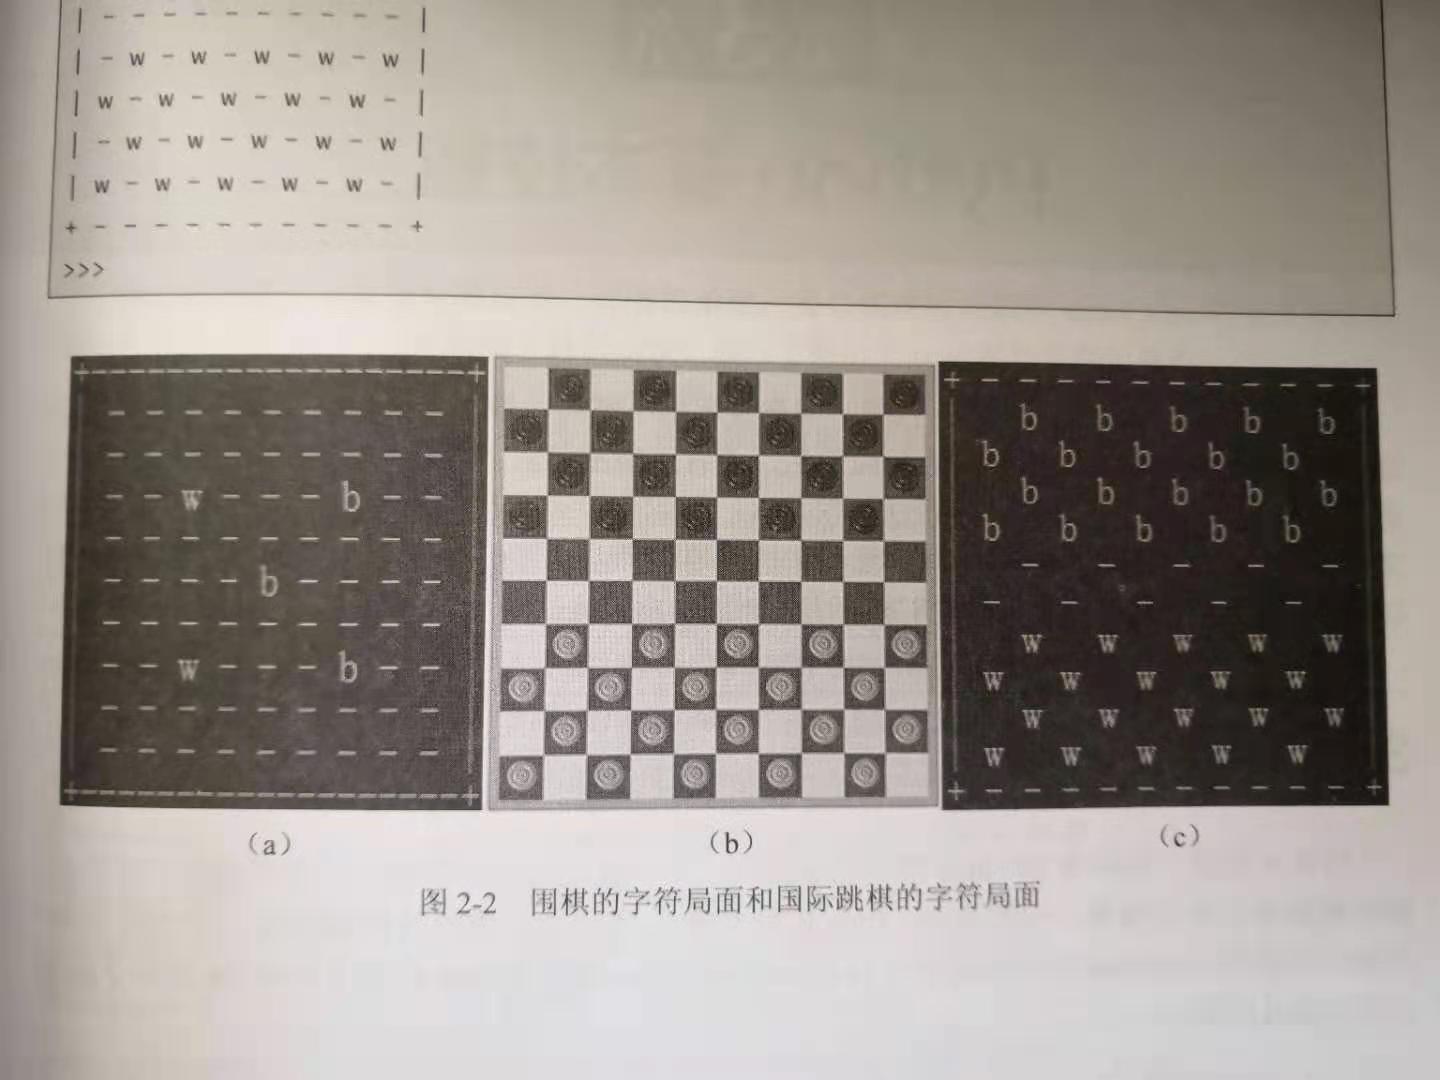 | - - - - - - - - - - |
| - w - w - w - w - w |
| w - w - w - w - w - |
| - w - w - w - w - w |
| w - w - w - w - w - |
+ - - - - - - - - - - +
>>>
+ - - - - - - - - - - +
- - - - - - - - -
- - - - - - - - -
- - w - - - b - -
- - - - - - - - -
- - - - b - - - -
- - - - - - - - -
- - w - - - b - -
- - - - - - - - -
- - - - - - - - -
+ - - - - - - - - - - +
(a)
(b)
+ - - - - - - - - - - +
b b b b b
b b b b b
b b b b b
b b b b b
- - - - -
- - - - -
w w w w w
w w w w w
w w w w w
w w w w w
+ - - - - - - - - - - +
(c)
图 2-2 围棋的字符局面和国际跳棋的字符局面